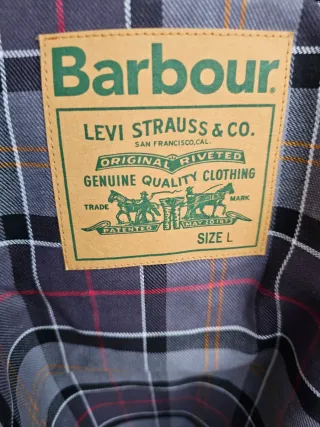 Barbour
LEVI STRAUSS & CO.
SAN FRANCISCO, CAL.
ORIGINAL RIVETED
GENUINE QUALITY CLOTHING
TRADE MARK
PATENTED MAY 20 1873
SIZE L